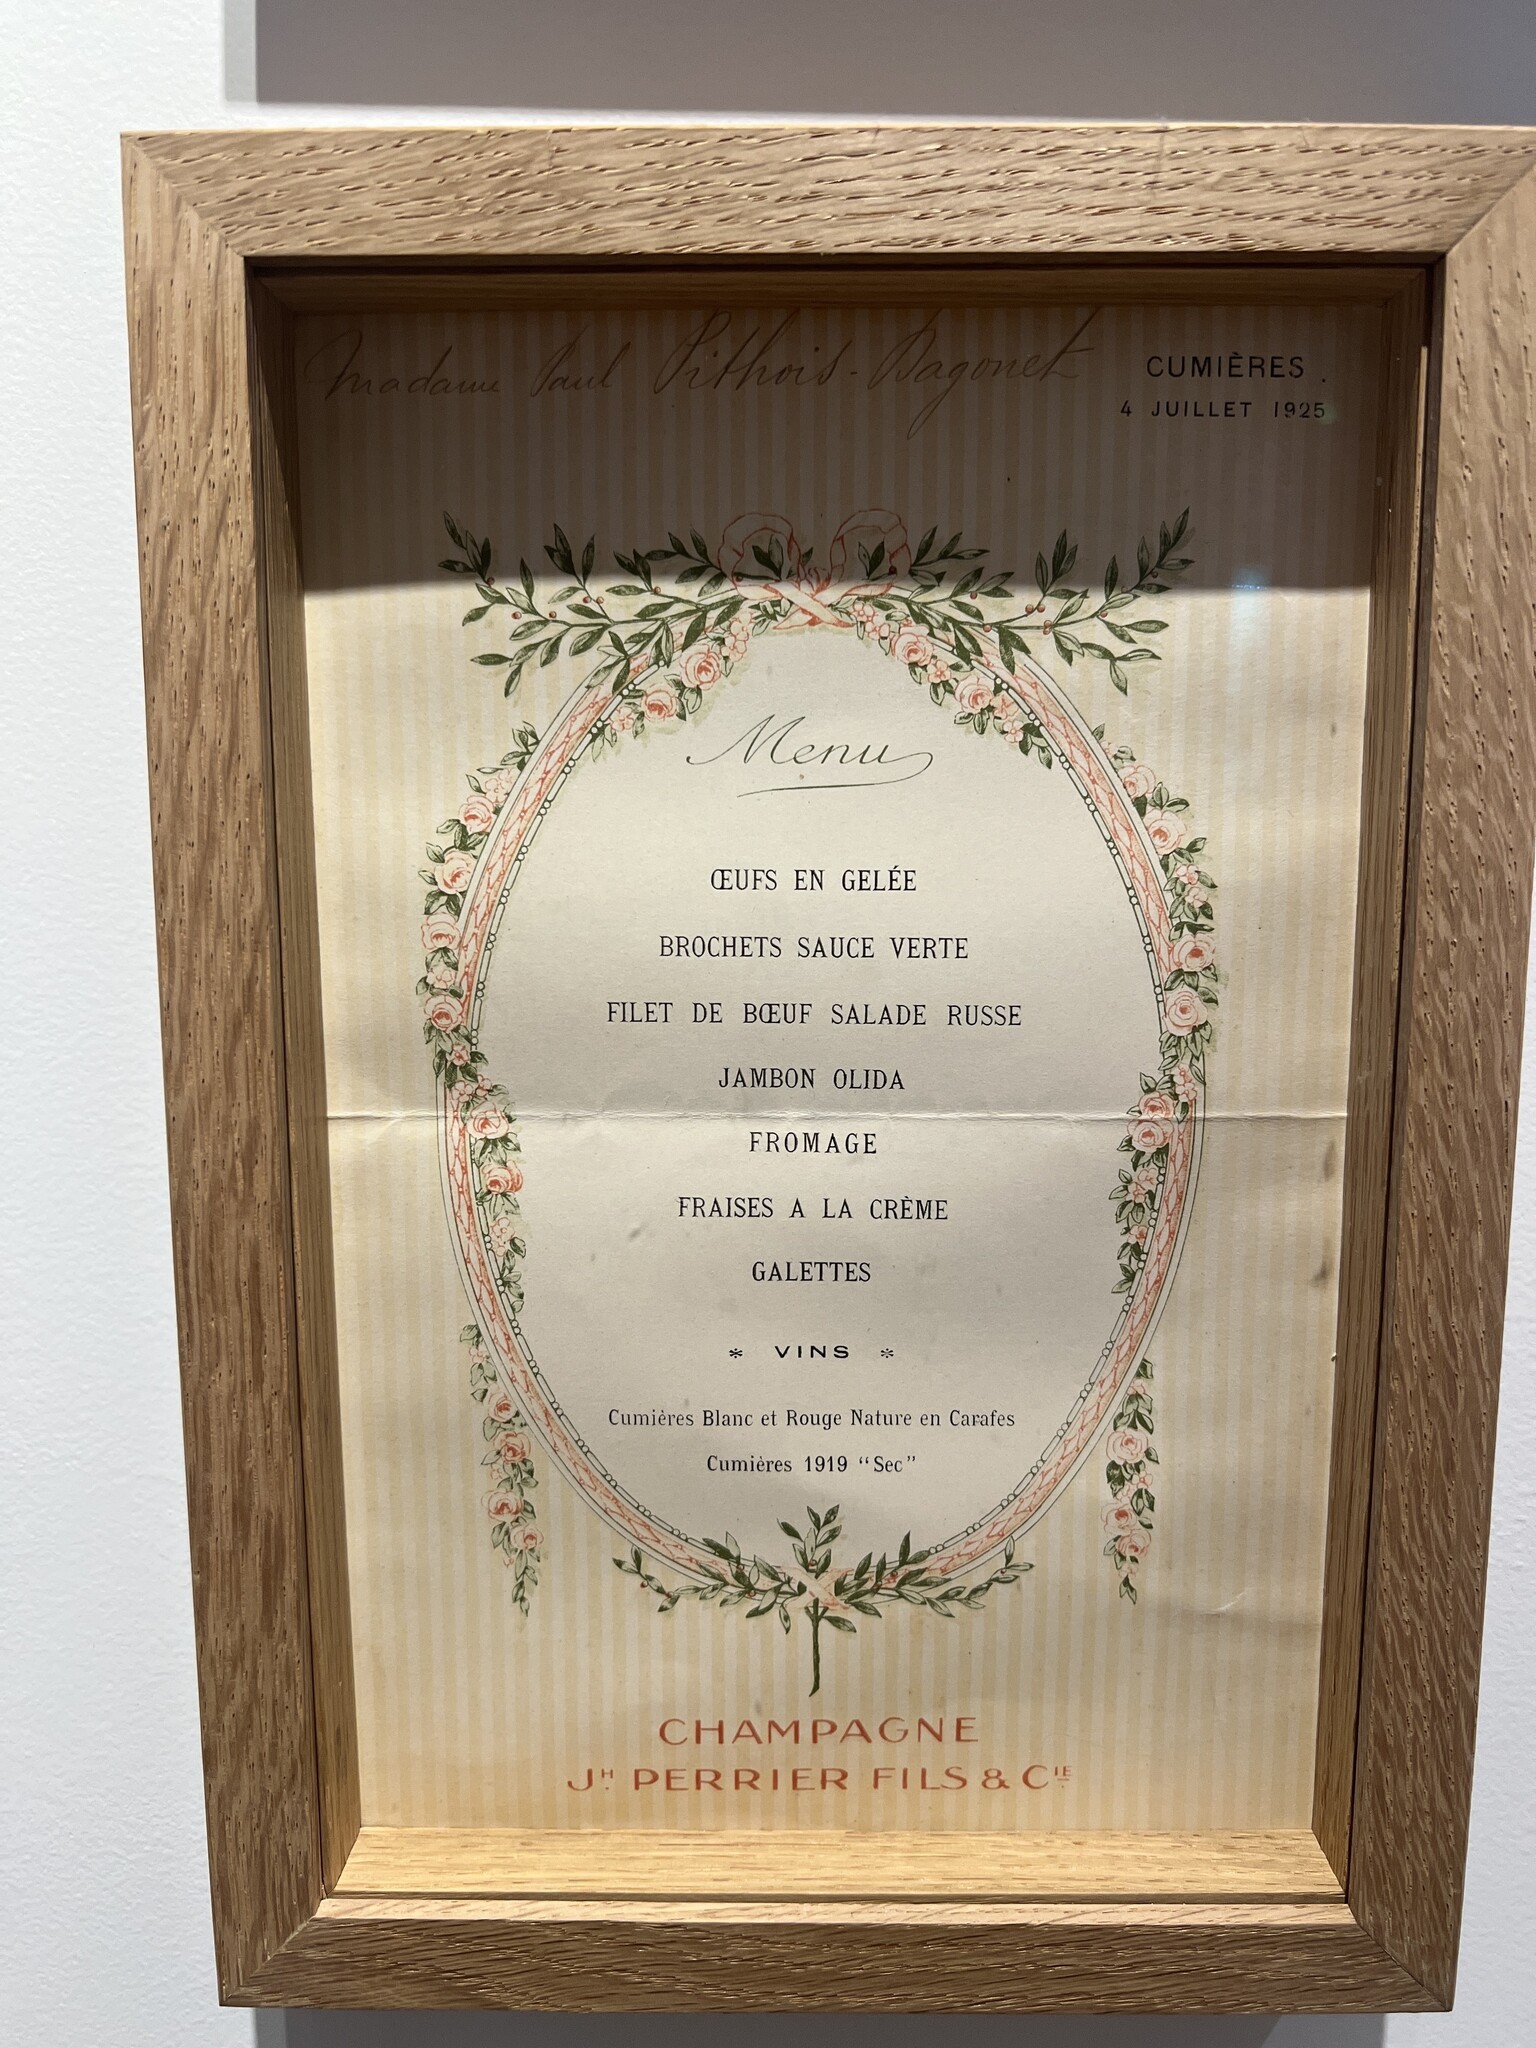 Madame Paul Pithois-Dagonet
CUMIÈRES.
4 JUILLET 1925
Menu
ŒUFS EN GELÉE
BROCHETS SAUCE VERTE
FILET DE BŒUF SALADE RUSSE
JAMBON OLIDA
FROMAGE
FRAISES A LA CRÈME
GALETTES
* VINS *
Cumières Blanc et Rouge Nature en Carafes
Cumières 1919 “Sec”
CHAMPAGNE
JH. PERRIER FILS & CIE